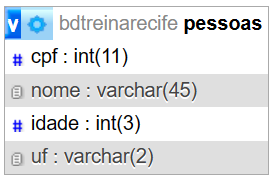 v bdtreinarecife pessoas
# cpf : int(11)
nome : varchar(45)
# idade : int(3)
uf : varchar(2)